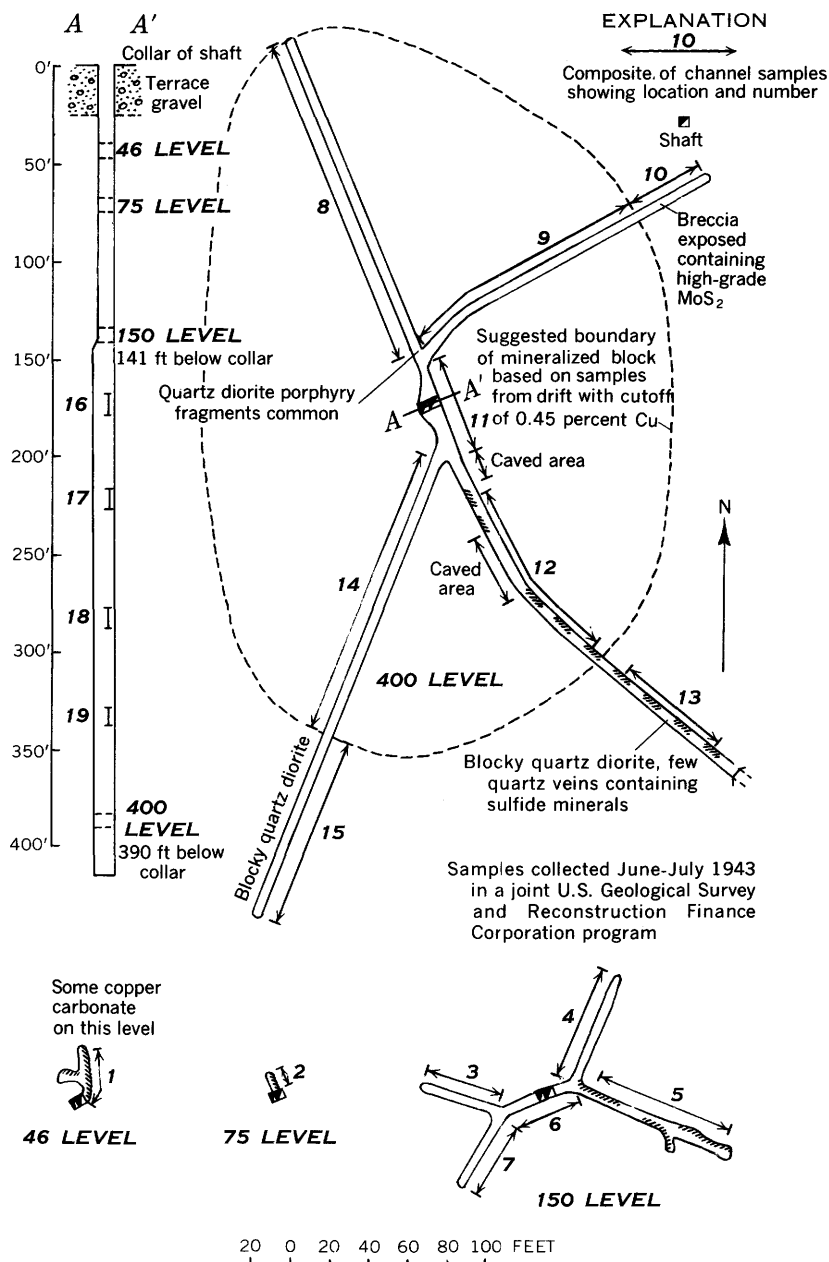 A A'
Collar of shaft
Terrace
gravel
0'
50'
100'
150'
200'
250'
300'
350'
400'
46 LEVEL
75 LEVEL
150 LEVEL
141 ft below collar
16
17
18
19
400
LEVEL
390 ft below
collar
EXPLANATION
10
Composite of channel samples
showing location and number
Shaft
8
9
10
Breccia
exposed
containing
high-grade
MoS2
Quartz diorite porphyry
fragments common
A A'
Suggested boundary
of mineralized block
based on samples
from drift with cutoff
of 0.45 percent Cu
11
Caved area
N
12
Caved
area
14
400 LEVEL
13
Blocky quartz diorite, few
quartz veins containing
sulfide minerals
Blocky quartz diorite
15
Samples collected June-July 1943
in a joint U.S. Geological Survey
and Reconstruction Finance
Corporation program
Some copper
carbonate
on this level
1
46 LEVEL
2
75 LEVEL
3
4
5
6
7
150 LEVEL
20 0 20 40 60 80 100 FEET